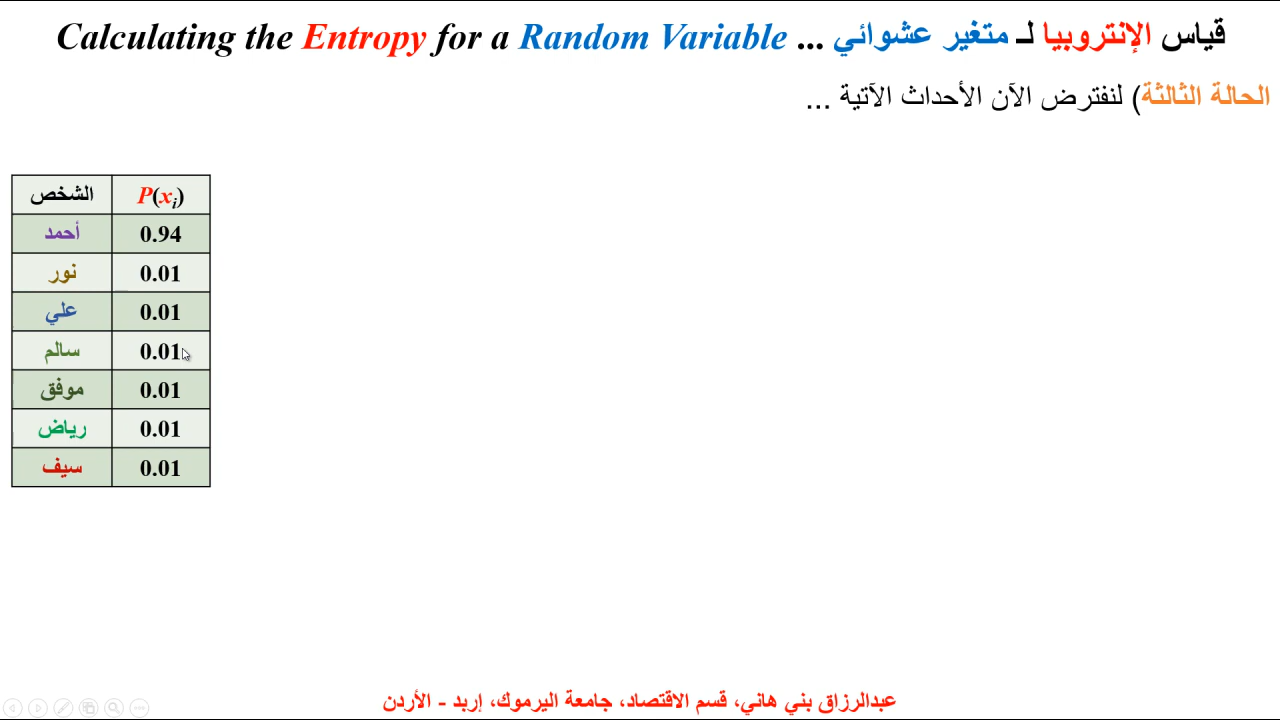 قياس الإنتروبيا لـ متغير عشوائي ... Calculating the Entropy for a Random Variable
الحالة الثالثة) لنفترض الآن الأحداث الآتية ...
الشخص P(xi)
أحمد 0.94
نور 0.01
علي 0.01
سالم 0.01
موفق 0.01
رياض 0.01
سيف 0.01
عبدالرزاق بني هاني، قسم الاقتصاد، جامعة اليرموك، إربد - الأردن